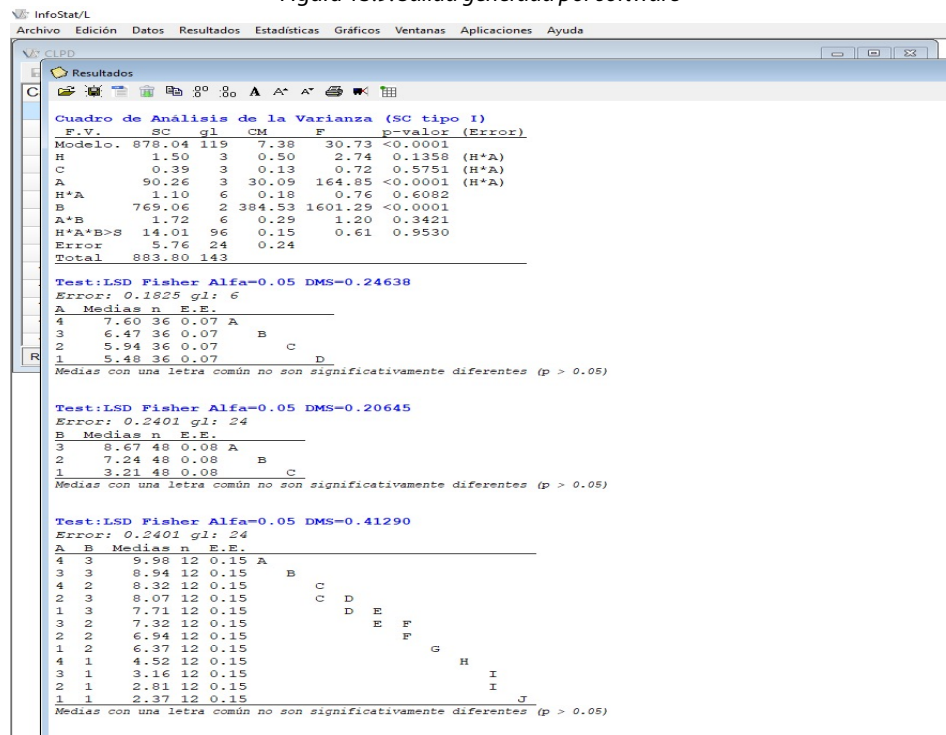 Figura 15.9 Salida generada por software
InfoStat/L
Archivo Edición Datos Resultados Estadísticas Gráficos Ventanas Aplicaciones Ayuda
CLPD
Resultados
Cuadro de Análisis de la Varianza (SC tipo I)
F.V. SC gl CM F p-valor (Error)
Modelo. 878.04 119 7.38 30.73 <0.0001
H 1.50 3 0.50 2.74 0.1358 (H*A)
C 0.39 3 0.13 0.72 0.5751 (H*A)
A 90.26 3 30.09 164.85 <0.0001 (H*A)
H*A 1.10 6 0.18 0.76 0.6082
B 769.06 2 384.53 1601.29 <0.0001
A*B 1.72 6 0.29 1.20 0.3421
H*A*B>S 14.01 96 0.15 0.61 0.9530
Error 5.76 24 0.24
Total 883.80 143
Test:LSD Fisher Alfa=0.05 DMS=0.24638
Error: 0.1825 gl: 6
A Medias n E.E.
4 7.60 36 0.07 A
3 6.47 36 0.07 B
2 5.94 36 0.07 C
1 5.48 36 0.07 D
Medias con una letra común no son significativamente diferentes (p > 0.05)
Test:LSD Fisher Alfa=0.05 DMS=0.20645
Error: 0.2401 gl: 24
B Medias n E.E.
3 8.67 48 0.08 A
2 7.24 48 0.08 B
1 3.21 48 0.08 C
Medias con una letra común no son significativamente diferentes (p > 0.05)
Test:LSD Fisher Alfa=0.05 DMS=0.41290
Error: 0.2401 gl: 24
A B Medias n E.E.
4 3 9.98 12 0.15 A
3 3 8.94 12 0.15 B
4 2 8.32 12 0.15 C
2 3 8.07 12 0.15 C D
1 3 7.71 12 0.15 D E
3 2 7.32 12 0.15 E F
2 2 6.94 12 0.15 F
1 2 6.37 12 0.15 G
4 1 4.52 12 0.15 H
3 1 3.16 12 0.15 I
2 1 2.81 12 0.15 I
1 1 2.37 12 0.15 J
Medias con una letra común no son significativamente diferentes (p > 0.05)